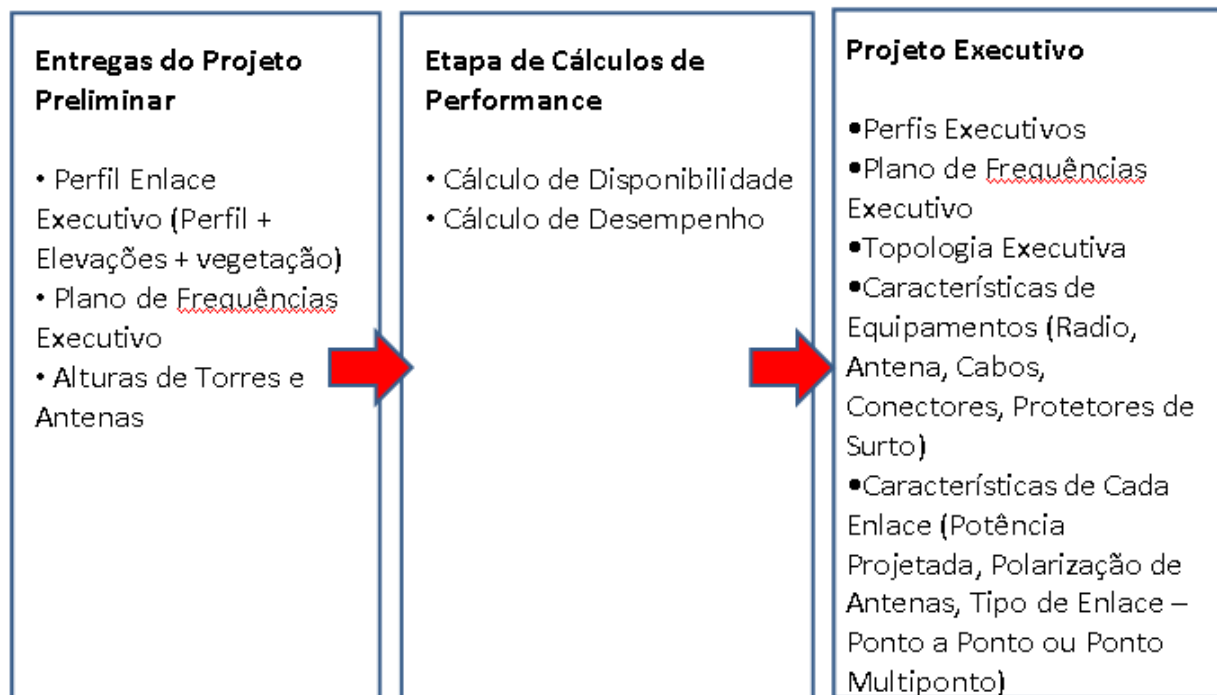 Entregas do Projeto
Preliminar
• Perfil Enlace
Executivo (Perfil +
Elevações + vegetação)
• Plano de Frequências
Executivo
• Alturas de Torres e
Antenas
Etapa de Cálculos de
Performance
• Cálculo de Disponibilidade
• Cálculo de Desempenho
Projeto Executivo
•Perfis Executivos
•Plano de Frequências
Executivo
•Topologia Executiva
•Características de
Equipamentos (Radio,
Antena, Cabos,
Conectores, Protetores de
Surto)
•Características de Cada
Enlace (Potência
Projetada, Polarização de
Antenas, Tipo de Enlace –
Ponto a Ponto ou Ponto
Multiponto)